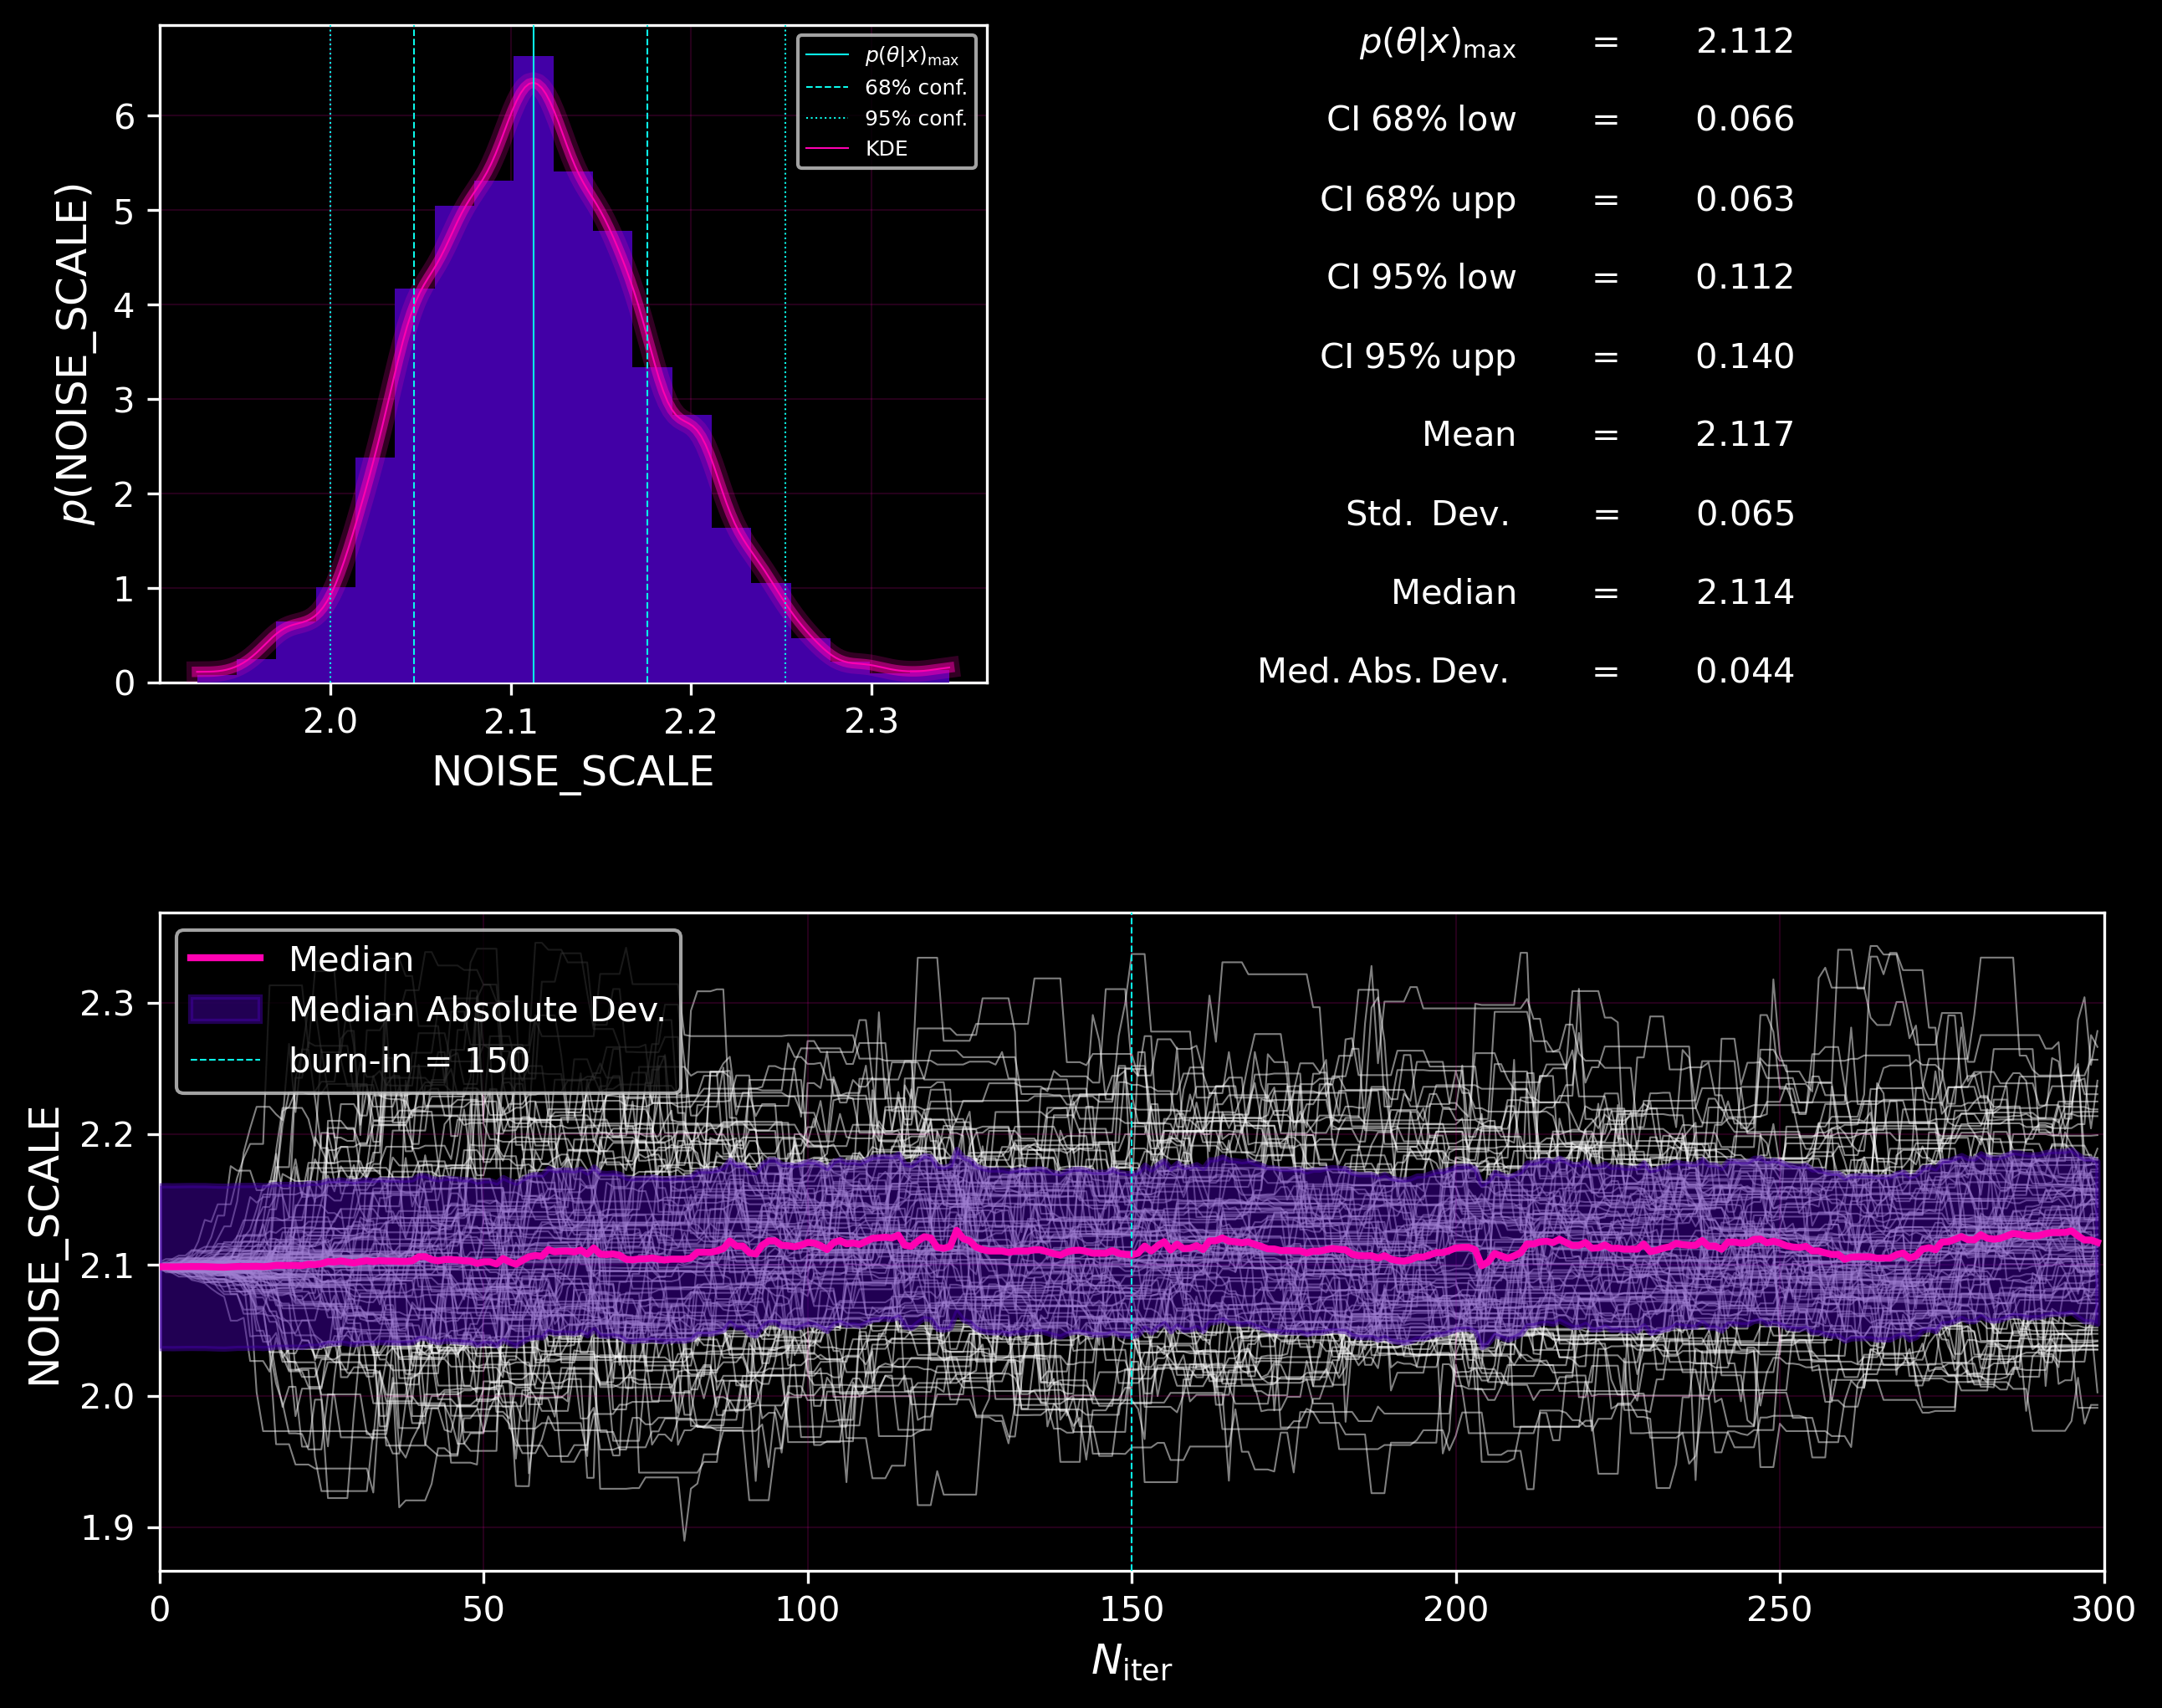 p(θ|x)max
68% conf.
95% conf.
KDE
6
5
4
3
2
1
0
p(NOISE_SCALE)
2.0 2.1 2.2 2.3
NOISE_SCALE
p(θ|x)max = 2.112
CI 68% low = 0.066
CI 68% upp = 0.063
CI 95% low = 0.112
CI 95% upp = 0.140
Mean = 2.117
Std. Dev. = 0.065
Median = 2.114
Med. Abs. Dev. = 0.044
Median
Median Absolute Dev.
burn-in = 150
2.3
2.2
2.1
2.0
1.9
NOISE_SCALE
0 50 100 150 200 250 300
Niter